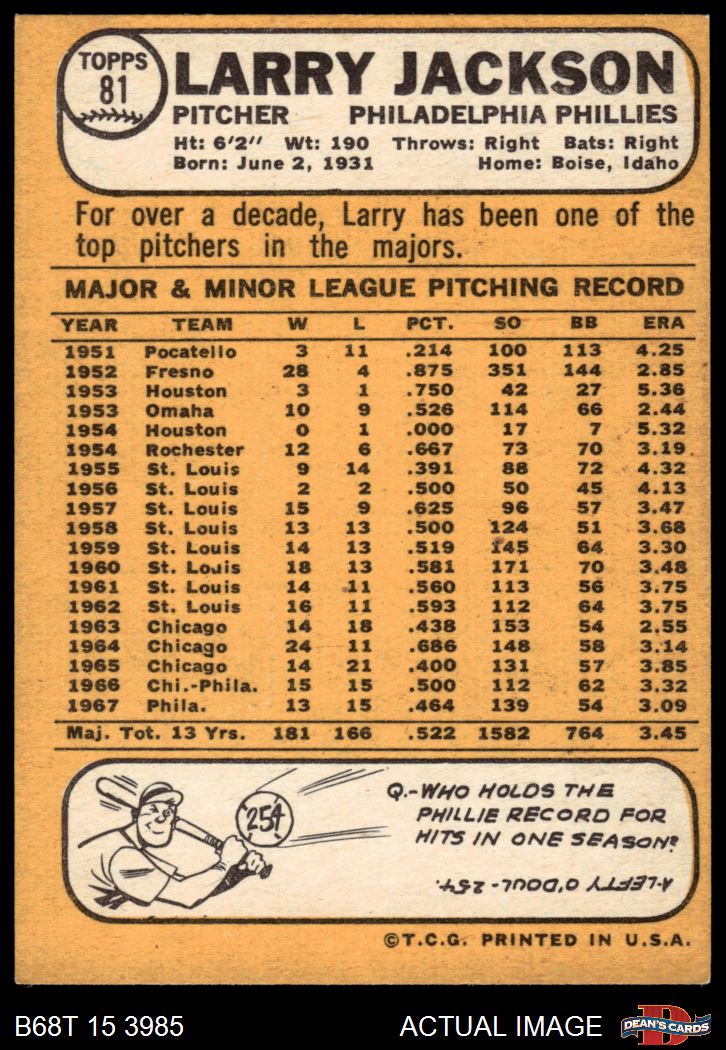 TOPPS
81
LARRY JACKSON
PITCHER PHILADELPHIA PHILLIES
Ht: 6'2" Wt: 190 Throws: Right Bats: Right
Born: June 2, 1931 Home: Boise, Idaho
For over a decade, Larry has been one of the
top pitchers in the majors.
MAJOR & MINOR LEAGUE PITCHING RECORD
YEAR TEAM W L PCT. SO BB ERA
1951 Pocatello 3 11 .214 100 113 4.25
1952 Fresno 28 4 .875 351 144 2.85
1953 Houston 3 1 .750 42 27 5.36
1953 Omaha 10 9 .526 114 66 2.44
1954 Houston 0 1 .000 17 7 5.32
1954 Rochester 12 6 .667 73 70 3.19
1955 St. Louis 9 14 .391 88 72 4.32
1956 St. Louis 2 2 .500 50 45 4.13
1957 St. Louis 15 9 .625 96 57 3.47
1958 St. Louis 13 13 .500 124 51 3.68
1959 St. Louis 14 13 .519 145 64 3.30
1960 St. Louis 18 13 .581 171 70 3.48
1961 St. Louis 14 11 .560 113 56 3.75
1962 St. Louis 16 11 .593 112 64 3.75
1963 Chicago 14 18 .438 153 54 2.55
1964 Chicago 24 11 .686 148 58 3.14
1965 Chicago 14 21 .400 131 57 3.85
1966 Chi.-Phila. 15 15 .500 112 62 3.32
1967 Phila. 13 15 .464 139 54 3.09
Maj. Tot. 13 Yrs. 181 166 .522 1582 764 3.45
254
Q.-WHO HOLDS THE
PHILLIE RECORD FOR
HITS IN ONE SEASON?
A-LEFTY O'DOUL - 254.
©T.C.G. PRINTED IN U.S.A.
B68T 15 3985 ACTUAL IMAGE
D
DEAN'S CARDS